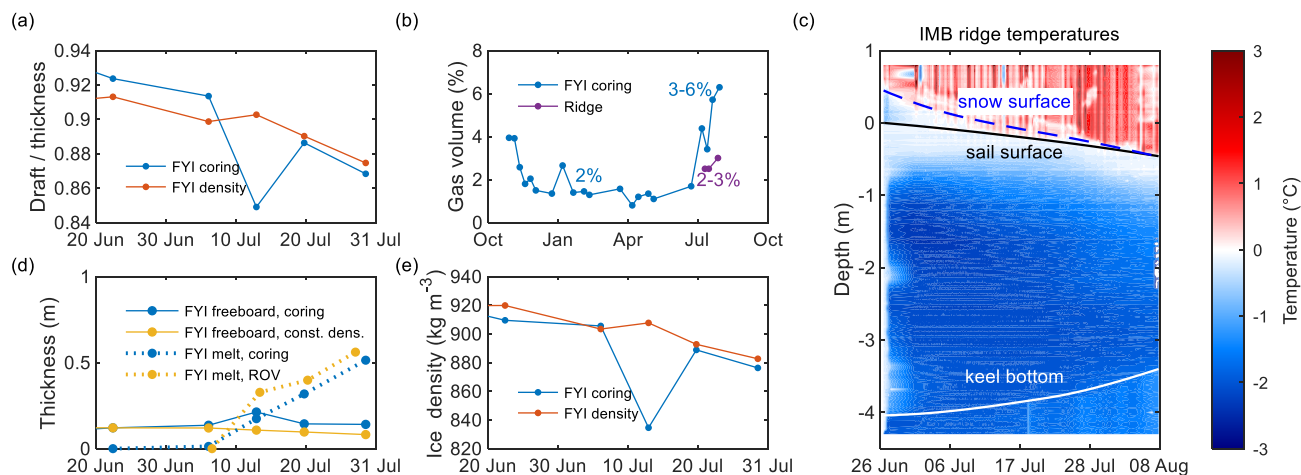 (a)
0.94
0.92
0.9
0.88
0.86
0.84
Draft / thickness
FYI coring
FYI density
20 Jun 30 Jun 10 Jul 20 Jul 31 Jul
(b)
8
6
4
2
0
Gas volume (%)
FYI coring
Ridge
3-6%
2%
2-3%
Oct Jan Apr Jul Oct
(c)
IMB ridge temperatures
1
0
-1
-2
-3
-4
Depth (m)
snow surface
sail surface
keel bottom
26 Jun 06 Jul 17 Jul 28 Jul 08 Aug
3
2
1
0
-1
-2
-3
Temperature (°C)
(d)
1
0.5
0
Thickness (m)
FYI freeboard, coring
FYI freeboard, const. dens.
FYI melt, coring
FYI melt, ROV
20 Jun 30 Jun 10 Jul 20 Jul 31 Jul
(e)
940
920
900
880
860
840
820
Ice density (kg m⁻³)
FYI coring
FYI density
20 Jun 30 Jun 10 Jul 20 Jul 31 Jul